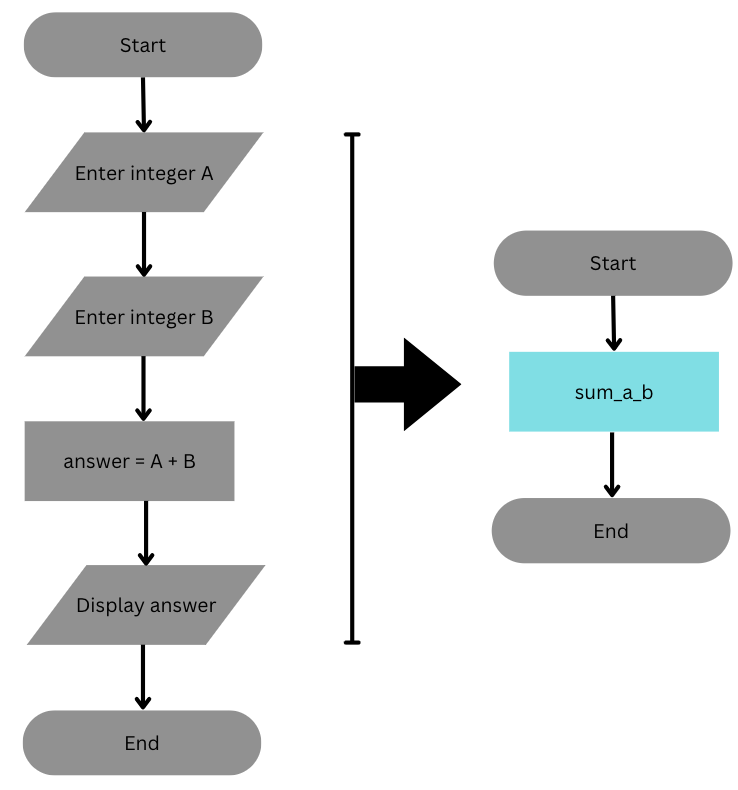 Start
Enter integer A
Enter integer B
answer = A + B
Display answer
End
Start
sum_a_b
End